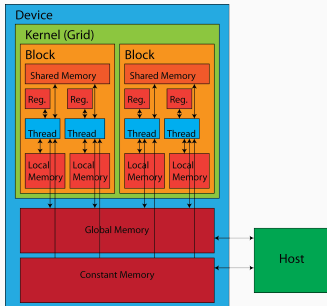 Device
Kernel (Grid)
Block
Block
Shared Memory
Shared Memory
Reg.
Reg.
Reg.
Reg.
Thread
Thread
Thread
Thread
Local
Memory
Local
Memory
Local
Memory
Local
Memory
Global Memory
Host
Constant Memory